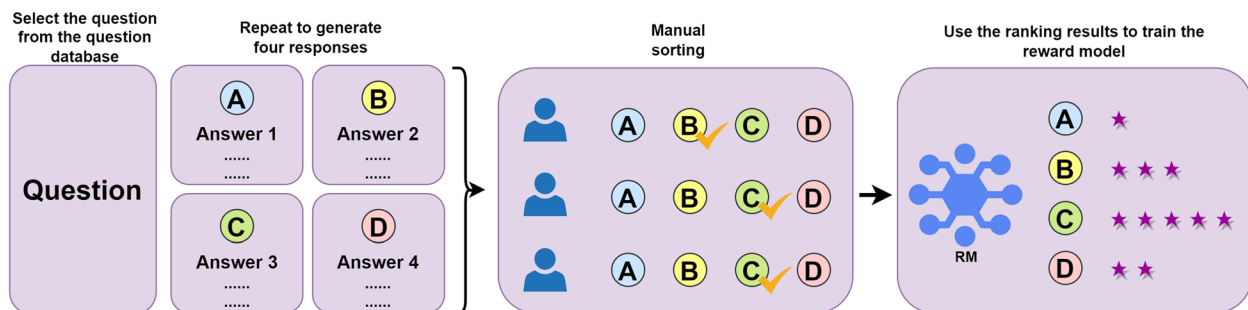 Select the question
from the question
database
Question
Repeat to generate
four responses
A
Answer 1
......
......
B
Answer 2
......
......
C
Answer 3
......
......
D
Answer 4
......
......
Manual
sorting
A B C D
A B C D
A B C D
Use the ranking results to train the
reward model
RM
A
B
C
D